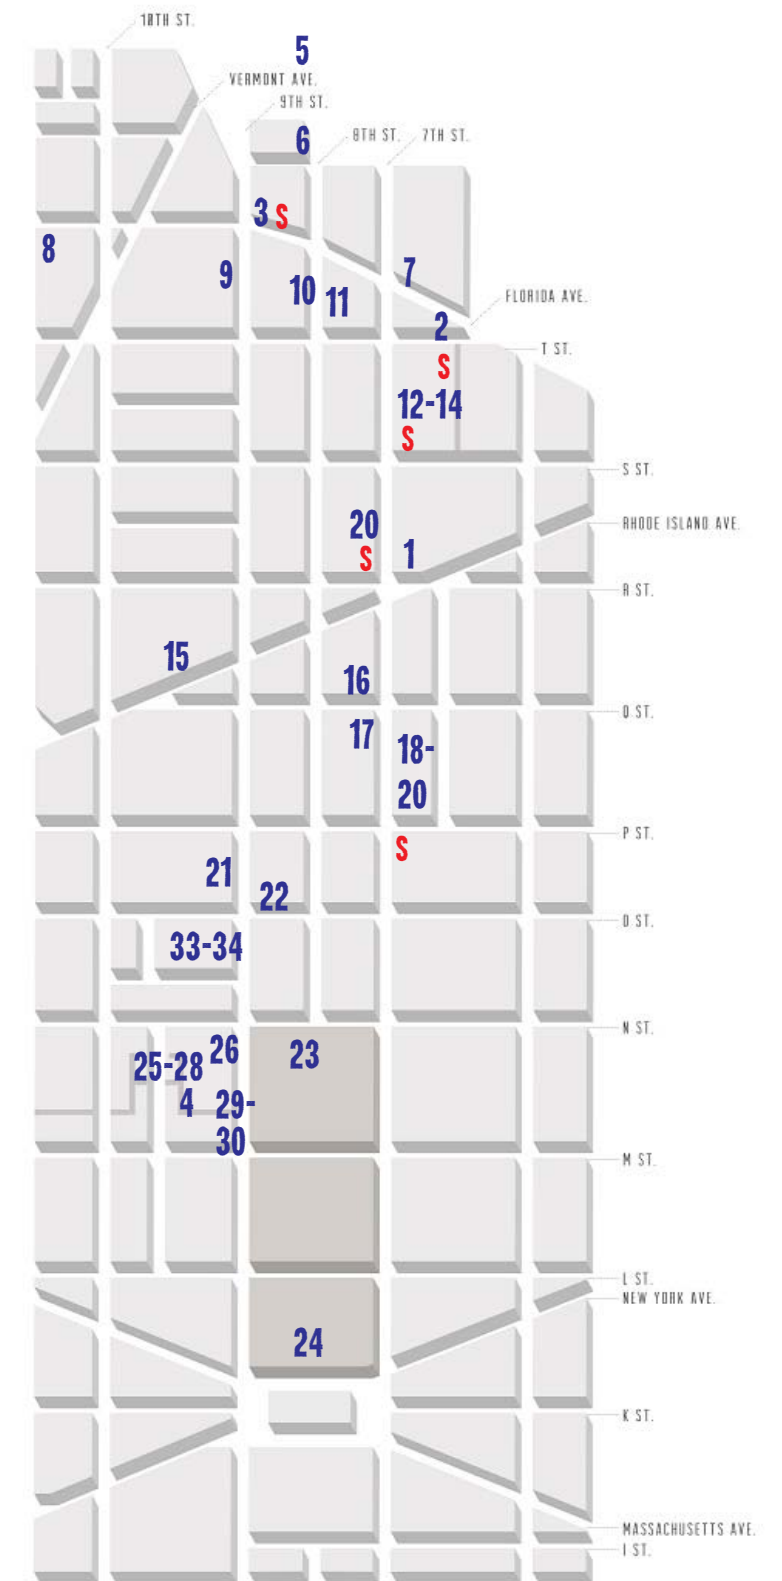 10TH ST.
5
VERMONT AVE.
9TH ST.
6
8TH ST.
7TH ST.
3 S
8
9
10
11
7
FLORIDA AVE.
2
T ST.
S
12-14
S
S ST.
20
RHODE ISLAND AVE.
S
1
R ST.
15
16
Q ST.
17
18-
20
P ST.
S
21
22
O ST.
33-34
N ST.
26
23
25-28
4
29-
30
M ST.
L ST.
NEW YORK AVE.
24
K ST.
MASSACHUSETTS AVE.
I ST.